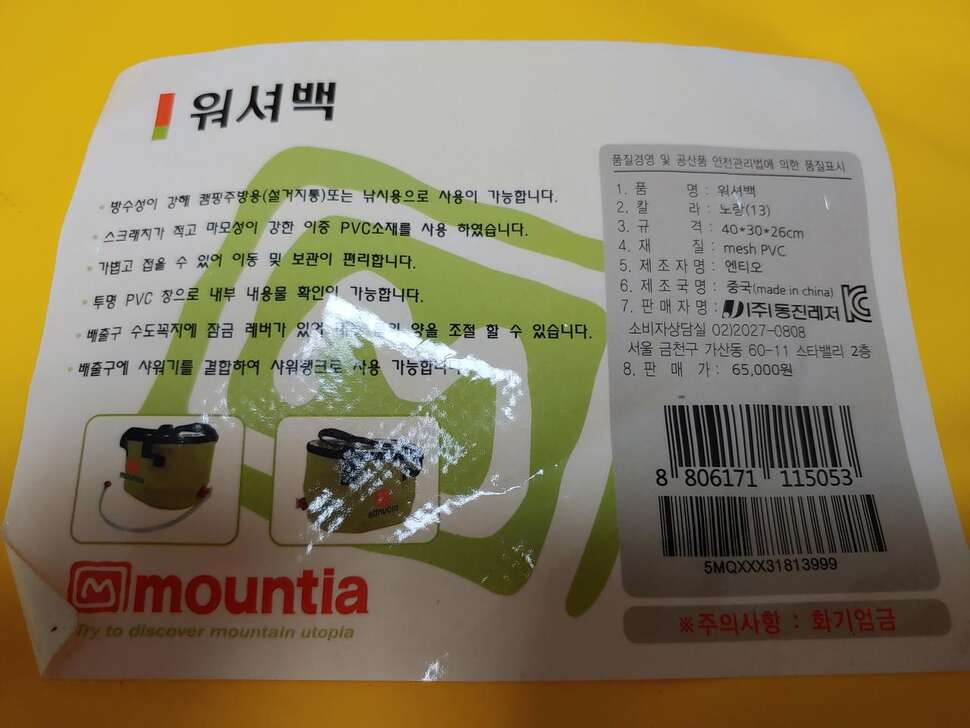 워셔백
• 방수성이 강해 캠핑주방용(설거지통)또는 낚시용으로 사용이 가능합니다.
• 스크래치가 적고 마모성이 강한 이중 PVC소재를 사용 하였습니다.
• 가볍고 접을 수 있어 이동 및 보관이 편리합니다.
• 투명 PVC 창으로 내부 내용물 확인이 가능합니다.
• 배출구 수도꼭지에 잠금 레버가 있어 양을 조절 할 수 있습니다.
• 배출구에 샤워기를 결합하여 샤워탱크로 사용 가능합니다.
mountia
mountia
Try to discover mountain utopia
품질경영 및 공산품 안전관리법에 의한 품질표시
1. 품 명 : 워셔백
2. 칼 라 : 노랑(13)
3. 규 격 : 40*30*26cm
4. 재 질 : mesh PVC
5. 제 조 자 명 : 엔티오
6. 제 조 국 명 : 중국(made in china)
7. 판 매 자 명 : (주)동진레저
소비자상담실 02)2027-0808
서울 금천구 가산동 60-11 스타밸리 2층
8. 판 매 가 : 65,000원
8 806171 115053
5MQXXX31813999
※주의사항 : 화기엄금